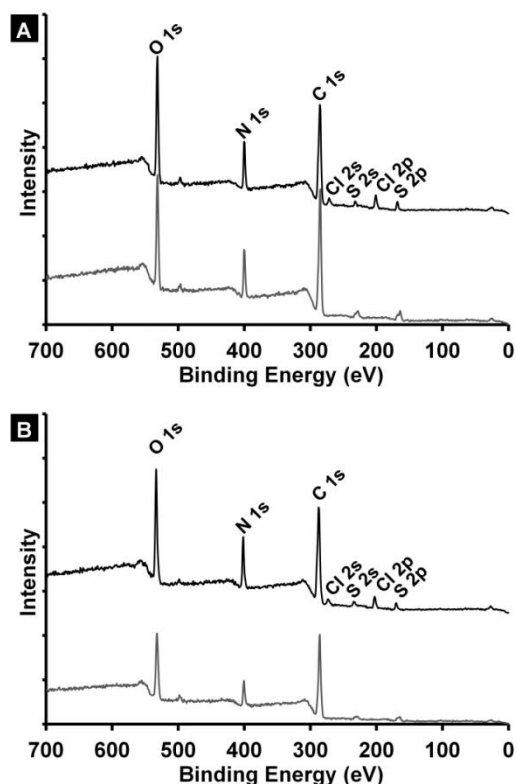 A
O 1s
N 1s
C 1s
Cl 2s
S 2s
Cl 2p
S 2p
Intensity
700 600 500 400 300 200 100 0
Binding Energy (eV)
B
O 1s
N 1s
C 1s
Cl 2s
S 2s
Cl 2p
S 2p
Intensity
700 600 500 400 300 200 100 0
Binding Energy (eV)